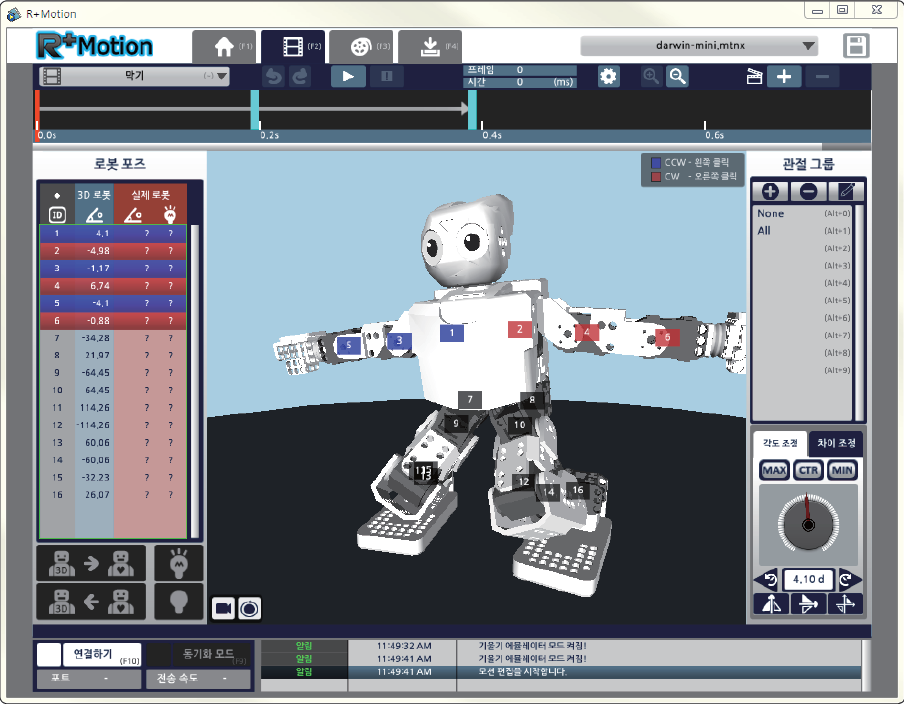 R+Motion
R+Motion
(F1)
(F2)
(F3)
(F4)
darwin-mini,mtnx
막기
(-)
프레임 0
시간 0 (ms)
0,0s
0,2s
0,4s
0,6s
로봇 포즈
3D 로봇 실제 로봇
ID
1 4,1 ? ?
2 -4,98 ? ?
3 -1,17 ? ?
4 6,74 ? ?
5 -4,1 ? ?
6 -0,88 ? ?
7 -34,28 ? ?
8 21,97 ? ?
9 -64,45 ? ?
10 64,45 ? ?
11 114,26 ? ?
12 -114,26 ? ?
13 60,06 ? ?
14 -60,06 ? ?
15 -32,23 ? ?
16 26,07 ? ?
3D
3D
CCW - 왼쪽 클릭
CW - 오른쪽 클릭
1
2
3
4
5
6
7
8
9
10
11
15
13
12
14
16
관절 그룹
None (Alt+0)
All (Alt+1)
(Alt+2)
(Alt+3)
(Alt+4)
(Alt+5)
(Alt+6)
(Alt+7)
(Alt+8)
(Alt+9)
각도 조정
차이 조정
MAX
CTR
MIN
4,10 d
연결하기 (F10)
동기화 모드 (F9)
포트 -
전송 속도 -
알림 11:49:32 AM 기울기 에뮬레이터 모드 켜짐!
알림 11:49:41 AM 기울기 에뮬레이터 모드 켜짐!
알림 11:49:41 AM 모션 편집을 시작합니다.